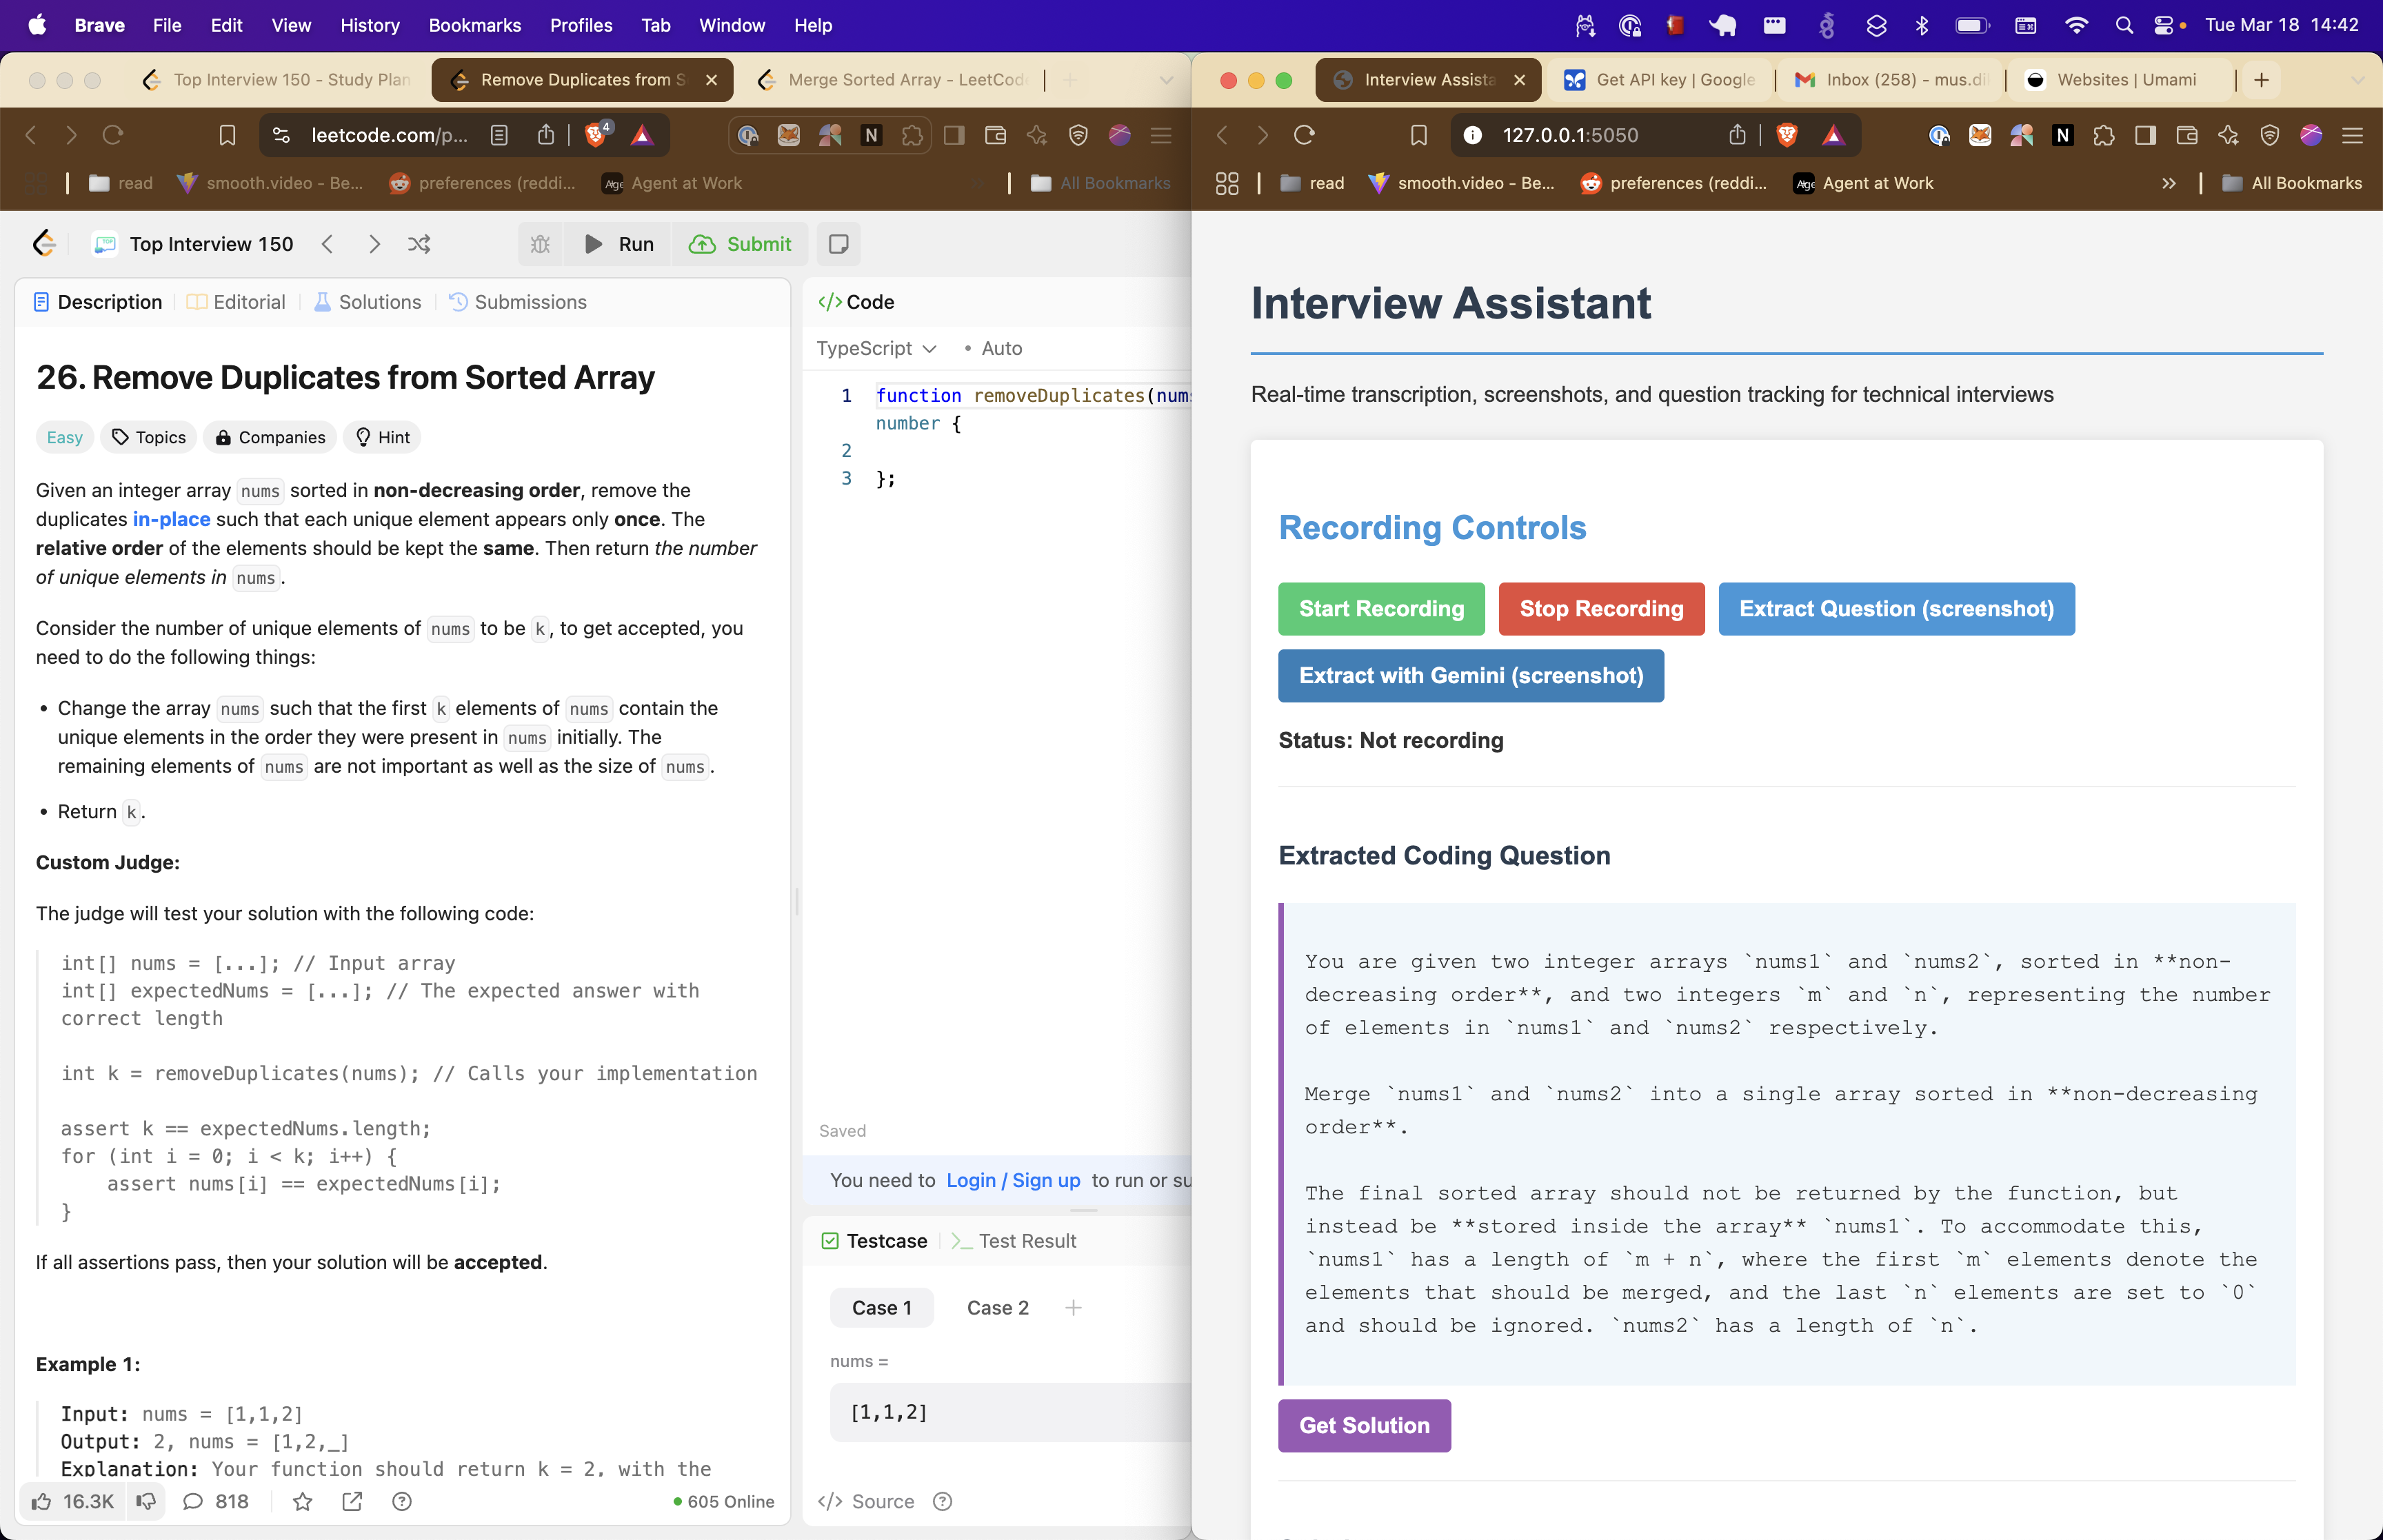 Brave File Edit View History Bookmarks Profiles Tab Window Help
Tue Mar 18 14:42
Top Interview 150 - Study Plan
Remove Duplicates from S
Merge Sorted Array - LeetCode
leetcode.com/p...
4
read
smooth.video - Be...
preferences (reddi...
Agent at Work
All Bookmarks
Top Interview 150
Run
Submit
Description
Editorial
Solutions
Submissions
26. Remove Duplicates from Sorted Array
Easy
Topics
Companies
Hint
Given an integer array nums sorted in non-decreasing order, remove the
duplicates in-place such that each unique element appears only once. The
relative order of the elements should be kept the same. Then return the number
of unique elements in nums.
Consider the number of unique elements of nums to be k, to get accepted, you
need to do the following things:
• Change the array nums such that the first k elements of nums contain the
unique elements in the order they were present in nums initially. The
remaining elements of nums are not important as well as the size of nums.
• Return k.
Custom Judge:
The judge will test your solution with the following code:
int[] nums = [...]; // Input array
int[] expectedNums = [...]; // The expected answer with
correct length
int k = removeDuplicates(nums); // Calls your implementation
assert k == expectedNums.length;
for (int i = 0; i < k; i++) {
assert nums[i] == expectedNums[i];
}
If all assertions pass, then your solution will be accepted.
Example 1:
Input: nums = [1,1,2]
Output: 2, nums = [1,2,_]
Explanation: Your function should return k = 2, with the
16.3K
818
605 Online
</> Code
TypeScript
• Auto
1 function removeDuplicates(nums
number {
2
3 };
Saved
You need to Login / Sign up to run or su
Testcase
Test Result
Case 1
Case 2
nums =
[1,1,2]
</> Source
Interview Assista
Get API key | Google
Inbox (258) - mus.di
Websites | Umami
127.0.0.1:5050
N
read
smooth.video - Be...
preferences (reddi...
Agent at Work
All Bookmarks
Interview Assistant
Real-time transcription, screenshots, and question tracking for technical interviews
Recording Controls
Start Recording
Stop Recording
Extract Question (screenshot)
Extract with Gemini (screenshot)
Status: Not recording
Extracted Coding Question
You are given two integer arrays `nums1` and `nums2`, sorted in **non-
decreasing order**, and two integers `m` and `n`, representing the number
of elements in `nums1` and `nums2` respectively.
Merge `nums1` and `nums2` into a single array sorted in **non-decreasing
order**.
The final sorted array should not be returned by the function, but
instead be **stored inside the array** `nums1`. To accommodate this,
`nums1` has a length of `m + n`, where the first `m` elements denote the
elements that should be merged, and the last `n` elements are set to `0`
and should be ignored. `nums2` has a length of `n`.
Get Solution